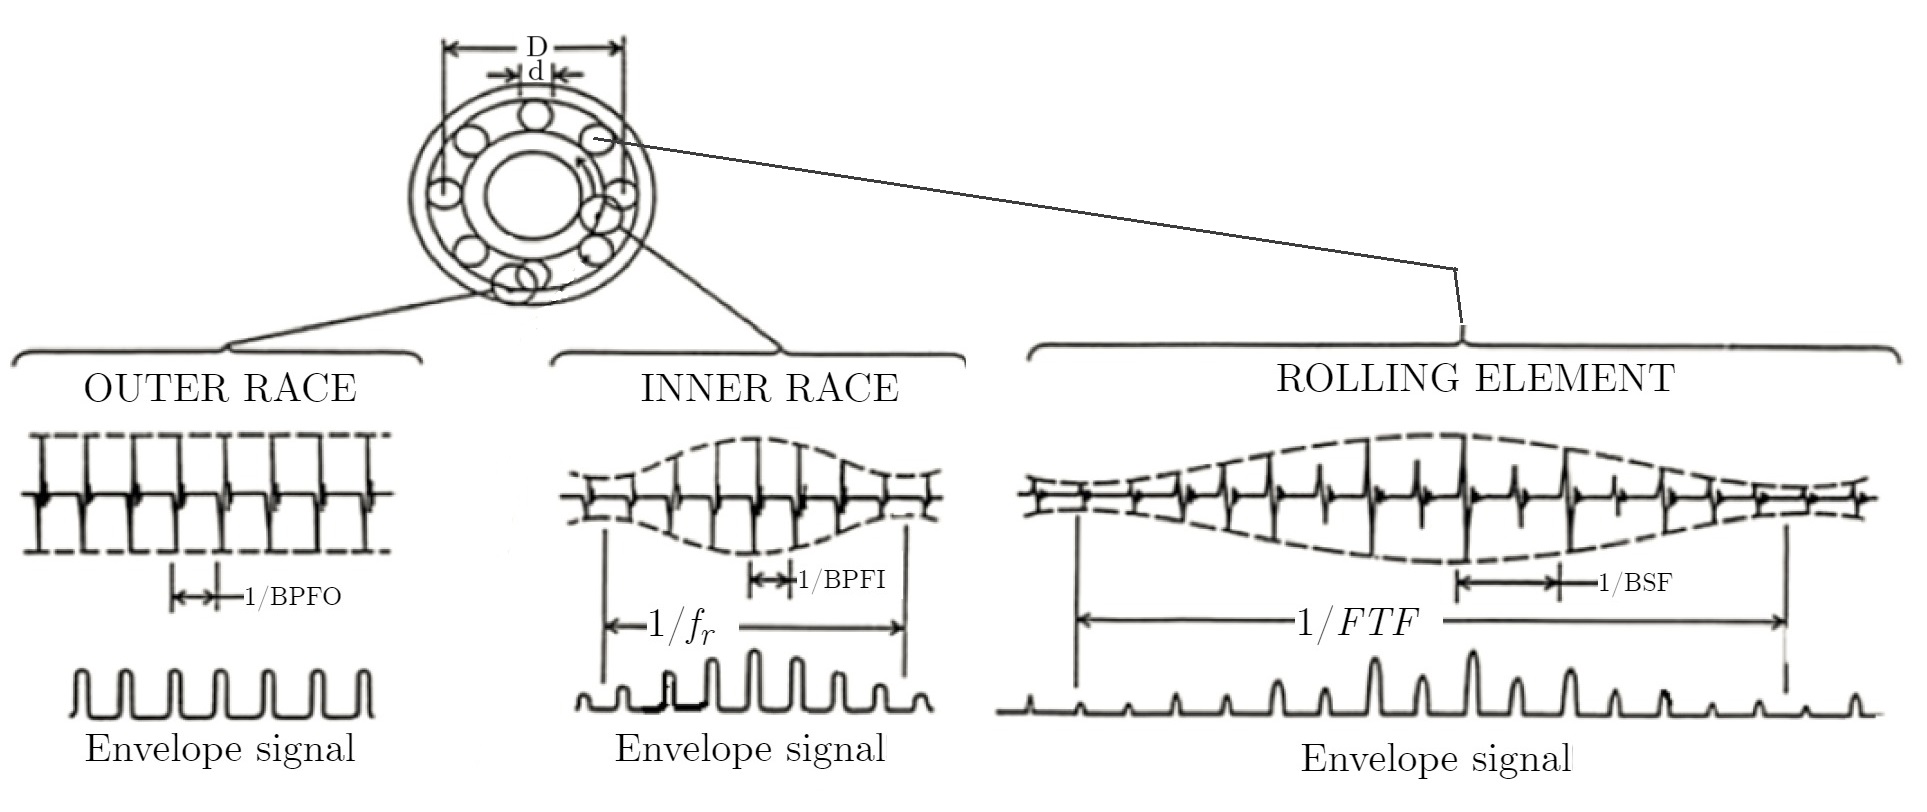 D
d
OUTER RACE
INNER RACE
ROLLING ELEMENT
1/BPFO
1/BPFI
1/BSF
1/f_r
1/FTF
Envelope signal
Envelope signal
Envelope signal